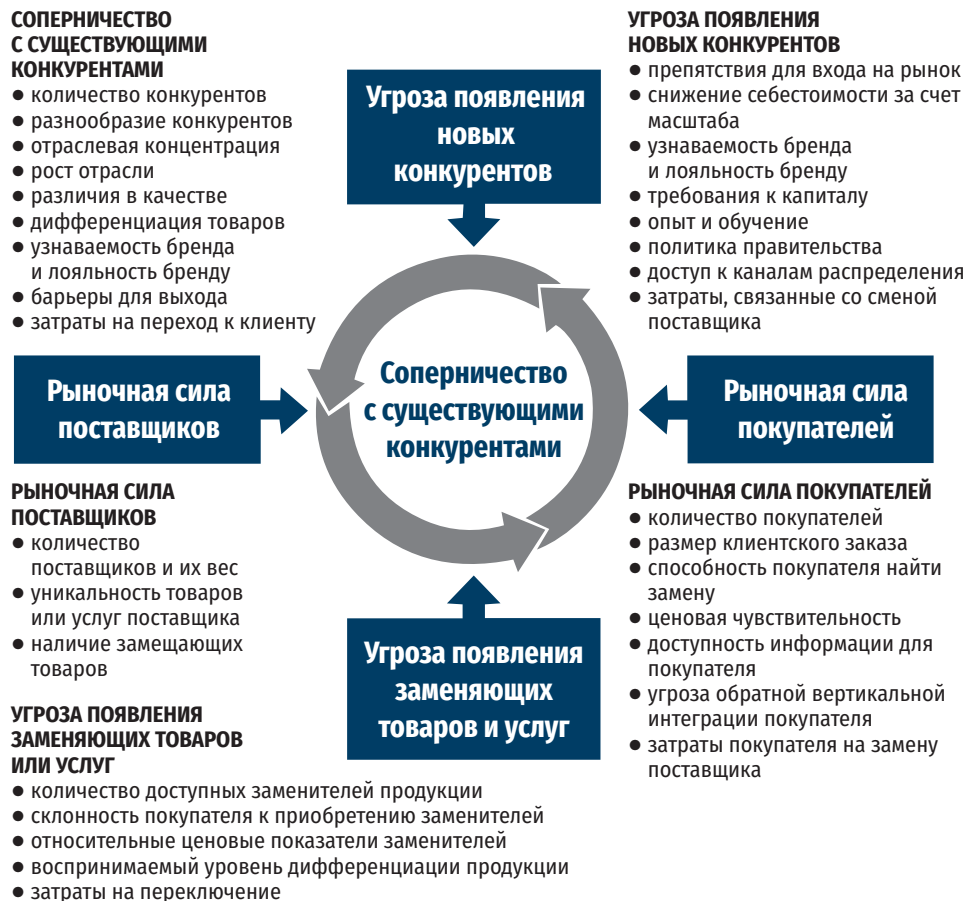 СОПЕРНИЧЕСТВО
С СУЩЕСТВУЮЩИМИ
КОНКУРЕНТАМИ
● количество конкурентов
● разнообразие конкурентов
● отраслевая концентрация
● рост отрасли
● различия в качестве
● дифференциация товаров
● узнаваемость бренда
и лояльность бренду
● барьеры для выхода
● затраты на переход к клиенту
Угроза появления
новых
конкурентов
УГРОЗА ПОЯВЛЕНИЯ
НОВЫХ КОНКУРЕНТОВ
● препятствия для входа на рынок
● снижение себестоимости за счет
масштаба
● узнаваемость бренда
и лояльность бренду
● требования к капиталу
● опыт и обучение
● политика правительства
● доступ к каналам распределения
● затраты, связанные со сменой
поставщика
Рыночная сила
поставщиков
Соперничество
с существующими
конкурентами
Рыночная сила
покупателей
РЫНОЧНАЯ СИЛА
ПОСТАВЩИКОВ
● количество
поставщиков и их вес
● уникальность товаров
или услуг поставщика
● наличие замещающих
товаров
Угроза появления
заменяющих
товаров и услуг
РЫНОЧНАЯ СИЛА ПОКУПАТЕЛЕЙ
● количество покупателей
● размер клиентского заказа
● способность покупателя найти
замену
● ценовая чувствительность
● доступность информации для
покупателя
● угроза обратной вертикальной
интеграции покупателя
● затраты покупателя на замену
поставщика
УГРОЗА ПОЯВЛЕНИЯ
ЗАМЕНЯЮЩИХ ТОВАРОВ
ИЛИ УСЛУГ
● количество доступных заменителей продукции
● склонность покупателя к приобретению заменителей
● относительные ценовые показатели заменителей
● воспринимаемый уровень дифференциации продукции
● затраты на переключение